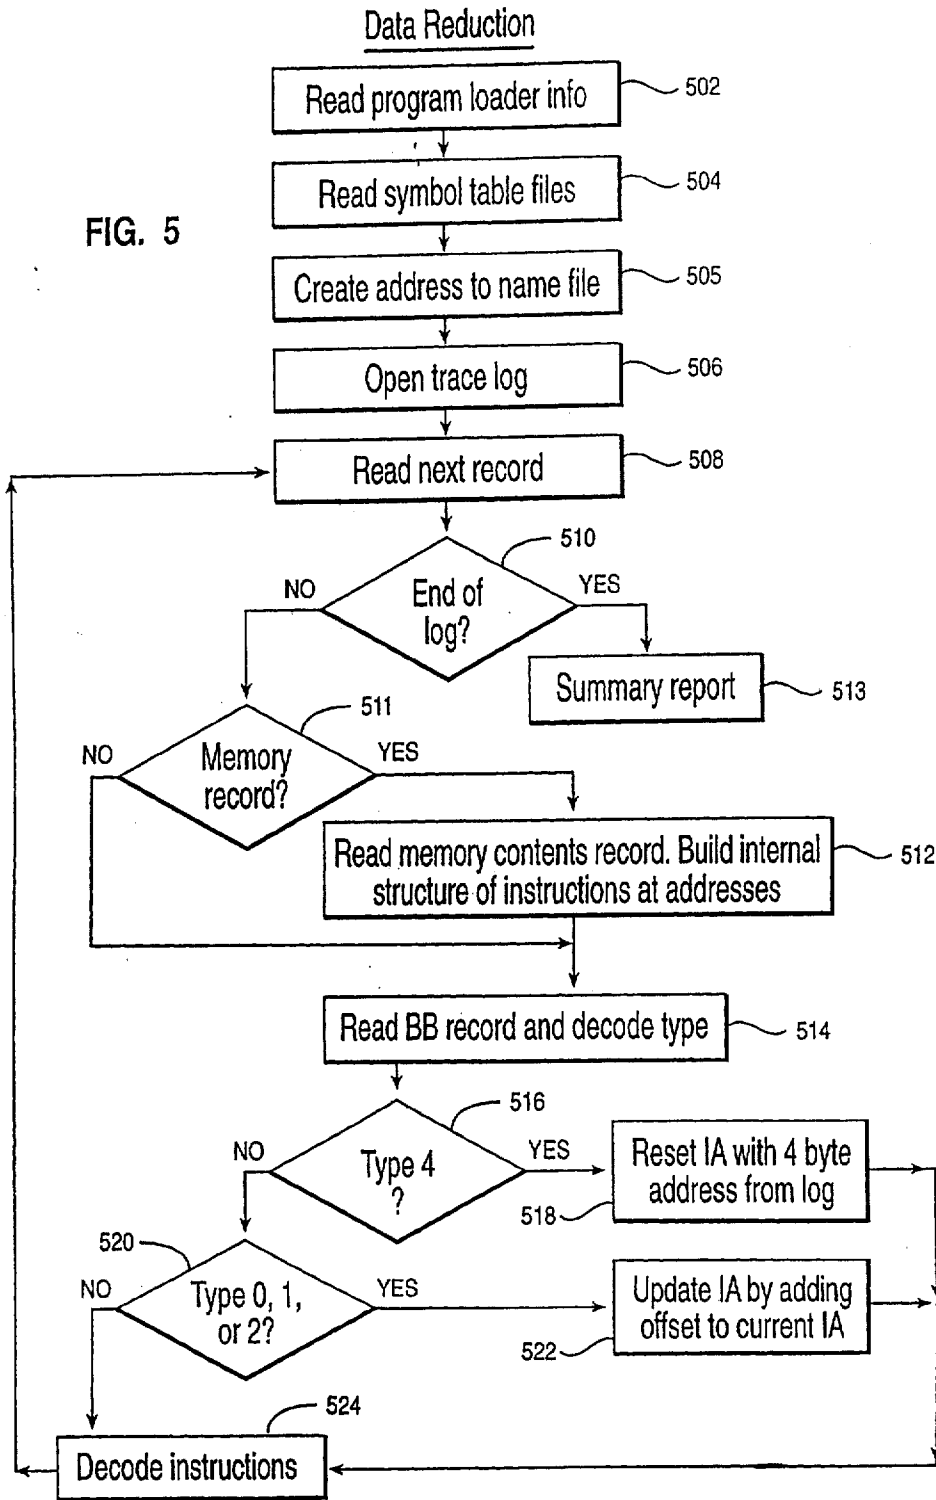 Data Reduction
Read program loader info
502
Read symbol table files
504
FIG. 5
Create address to name file
505
Open trace log
506
Read next record
508
510
NO
End of
log?
YES
Summary report
513
511
NO
Memory
record?
YES
Read memory contents record. Build internal
structure of instructions at addresses
512
Read BB record and decode type
514
516
NO
Type 4
?
YES
Reset IA with 4 byte
address from log
518
520
NO
Type 0, 1,
or 2?
YES
Update IA by adding
offset to current IA
522
524
Decode instructions